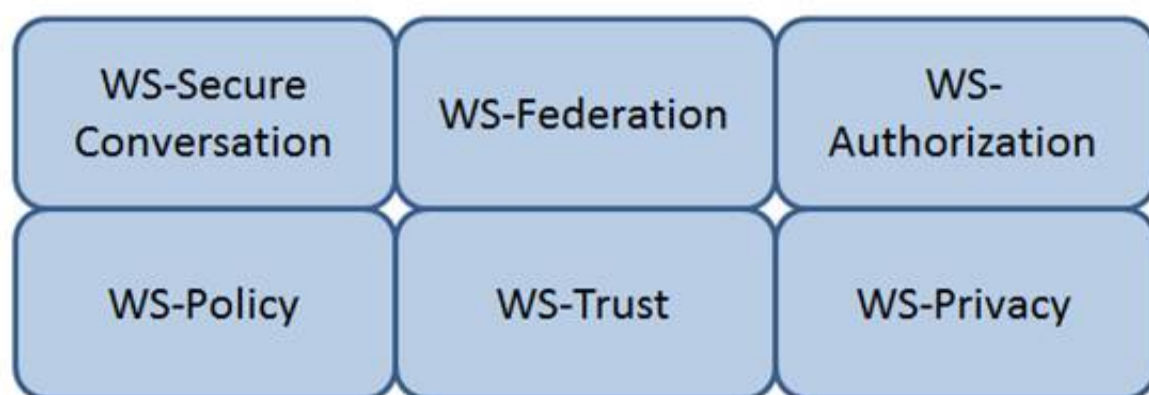 WS-Secure
Conversation
WS-Federation
WS-
Authorization
WS-Policy
WS-Trust
WS-Privacy